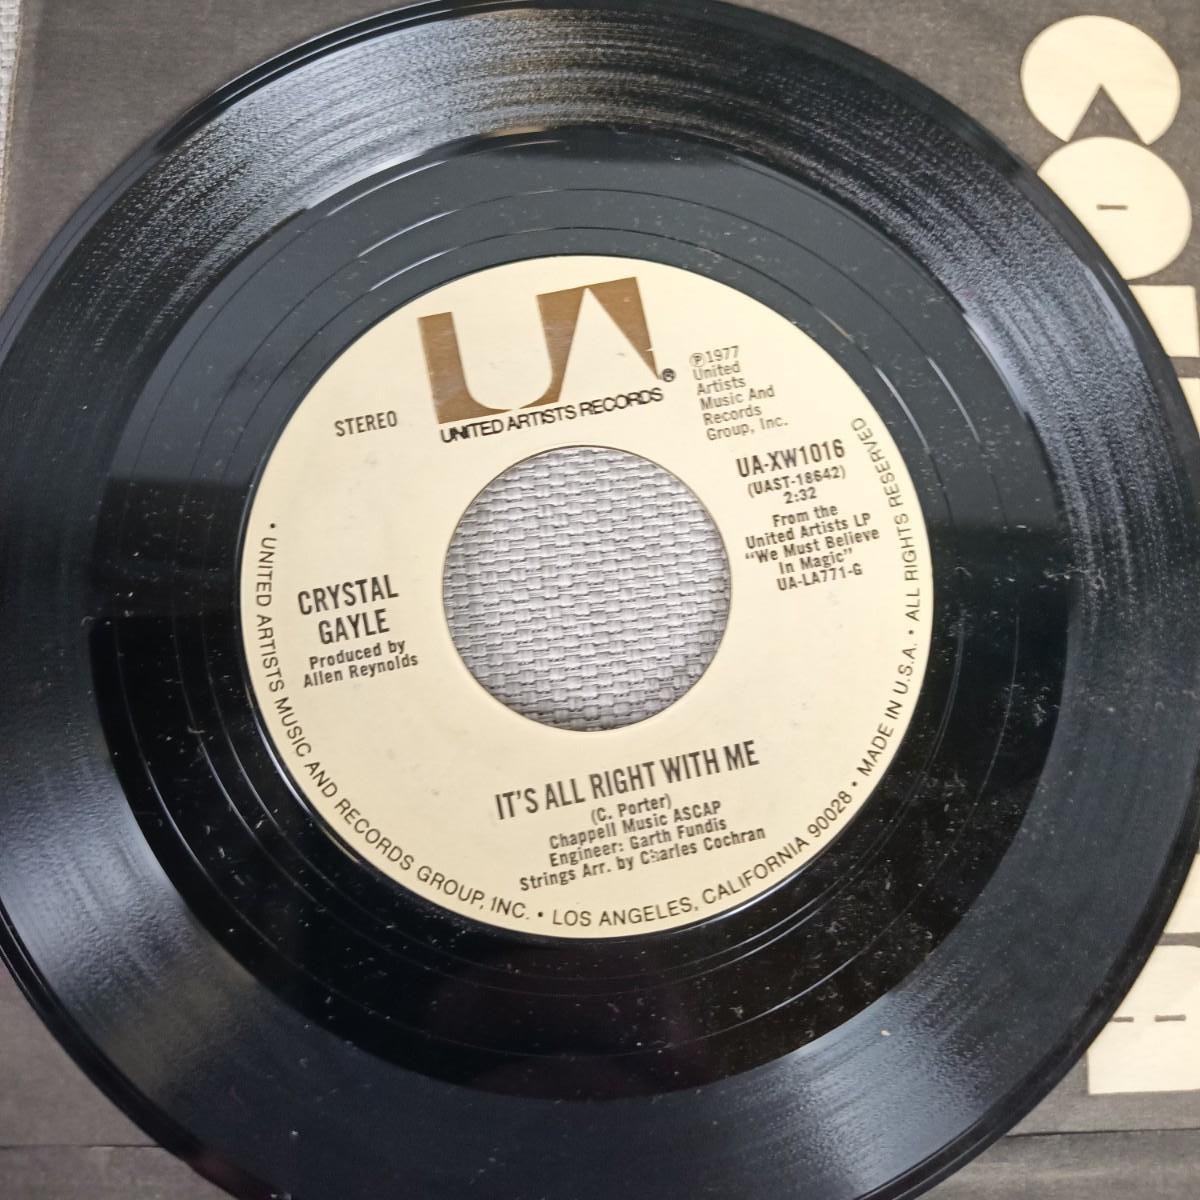 UA
®
UNITED ARTISTS RECORDS
STEREO
Ⓟ1977
United
Artists
Music And
Records
Group, Inc.
UA-XW1016
(UAST-18642)
2:32
From the
United Artists LP
"We Must Believe
In Magic"
UA-LA771-G
CRYSTAL
GAYLE
Produced by
Allen Reynolds
IT'S ALL RIGHT WITH ME
(C. Porter)
Chappell Music ASCAP
Engineer: Garth Fundis
Strings Arr. by Charles Cochran
• UNITED ARTISTS MUSIC AND RECORDS GROUP, INC. • LOS ANGELES, CALIFORNIA 90028 • MADE IN U.S.A. • ALL RIGHTS RESERVED